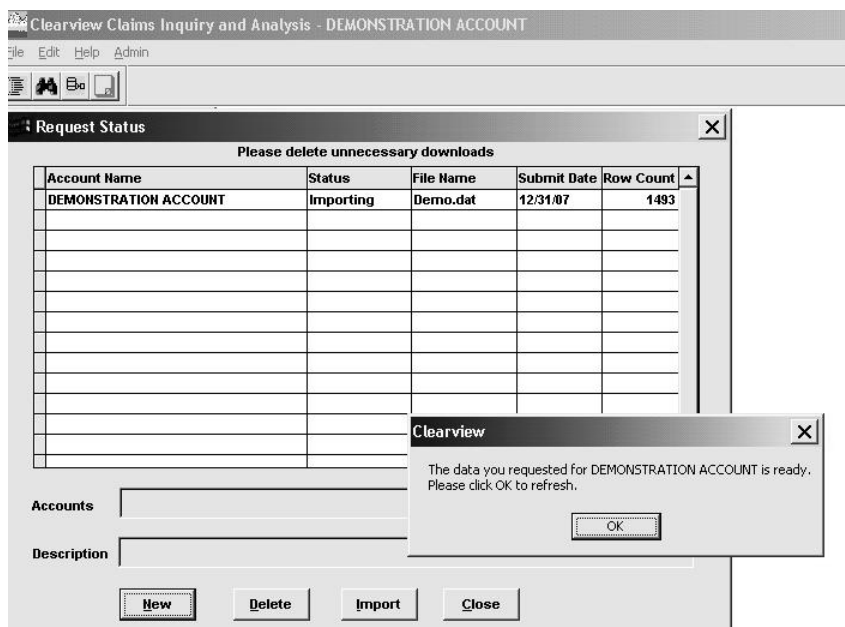 Clearview Claims Inquiry and Analysis - DEMONSTRATION ACCOUNT
File Edit Help Admin
Request Status
Please delete unnecessary downloads
Account Name Status File Name Submit Date Row Count
DEMONSTRATION ACCOUNT Importing Demo.dat 12/31/07 1493
Clearview
The data you requested for DEMONSTRATION ACCOUNT is ready.
Please click OK to refresh.
OK
Accounts
Description
New Delete Import Close